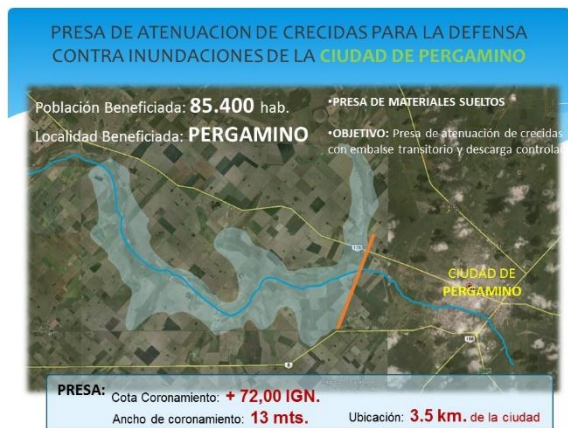 PRESA DE ATENUACION DE CRECIDAS PARA LA DEFENSA
CONTRA INUNDACIONES DE LA CIUDAD DE PERGAMINO
Población Beneficiada: 85.400 hab.
Localidad Beneficiada: PERGAMINO
•PRESA DE MATERIALES SUELTOS
•OBJETIVO: Presa de atenuación de crecidas
con embalse transitorio y descarga controlad
CIUDAD DE
PERGAMINO
8
PRESA: Cota Coronamiento: + 72,00 IGN.
Ancho de coronamiento: 13 mts. Ubicación: 3.5 km. de la ciudad